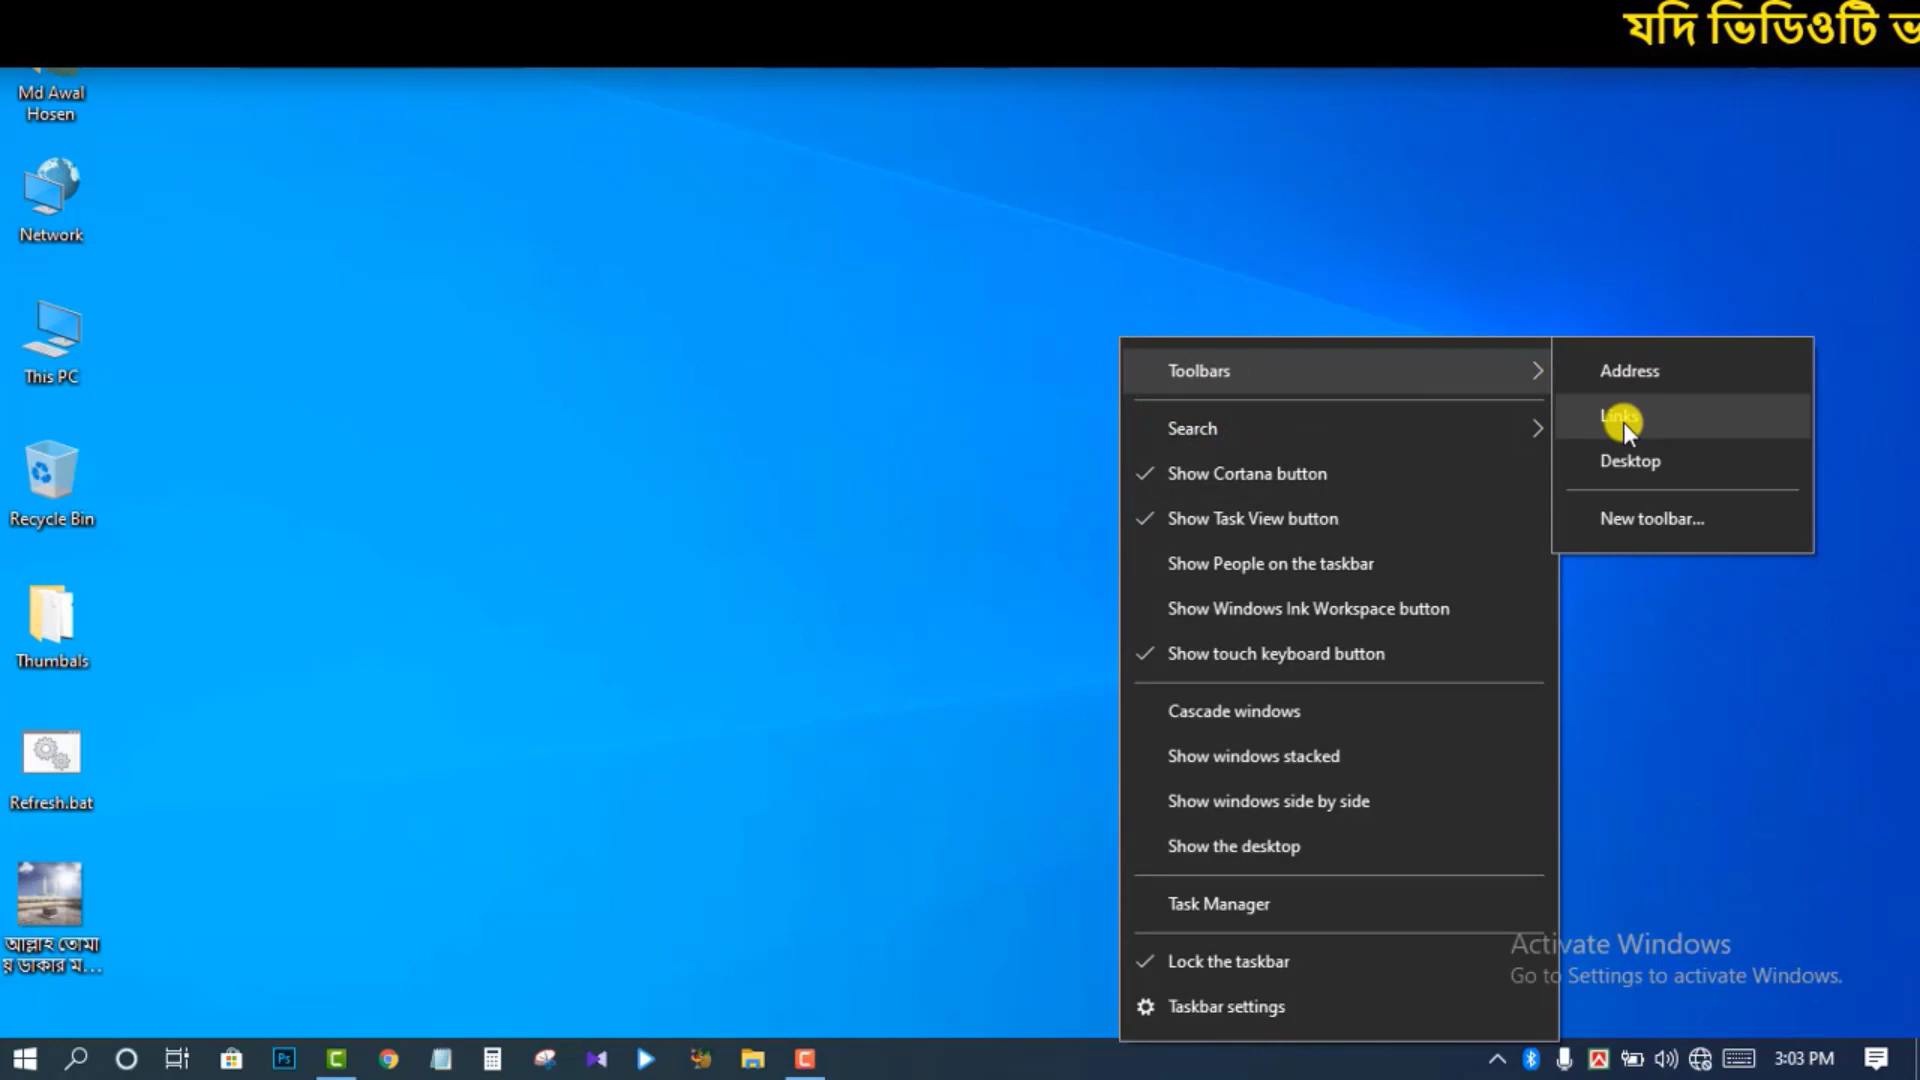 যদি ভিডিওটি ভ
Md Awal
Hosen
Network
This PC
Recycle Bin
Thumbals
Refresh.bat
আল্লাহ তোমা
য় ডাকার ম...
Toolbars
Search
Show Cortana button
Show Task View button
Show People on the taskbar
Show Windows Ink Workspace button
Show touch keyboard button
Cascade windows
Show windows stacked
Show windows side by side
Show the desktop
Task Manager
Lock the taskbar
Taskbar settings
Address
Links
Desktop
New toolbar...
Activate Windows
Go to Settings to activate Windows.
Ps
3:03 PM